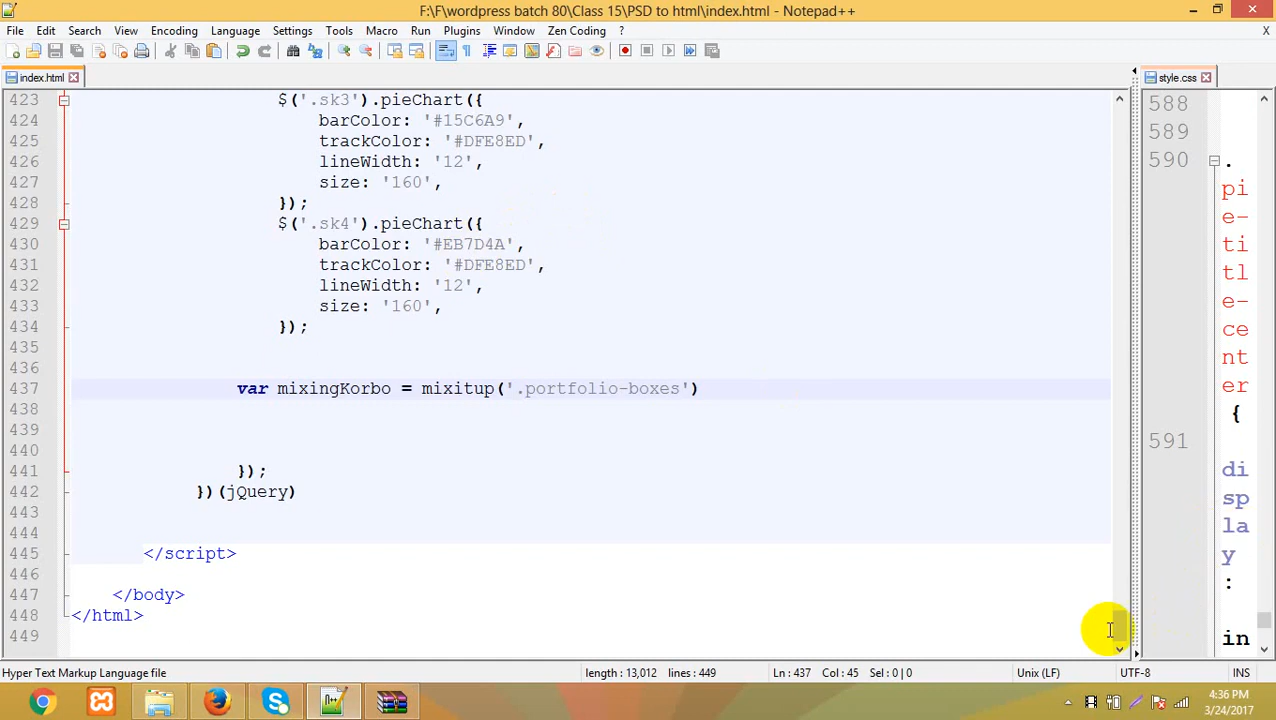 F:\F\wordpress batch 80\Class 15\PSD to html\index.html - Notepad++
File Edit Search View Encoding Language Settings Tools Macro Run Plugins Window Zen Coding ? X
index.html
style.css
423 $('.sk3').pieChart({
424 barColor: '#15C6A9',
425 trackColor: '#DFE8ED',
426 lineWidth: '12',
427 size: '160',
428 });
429 $('.sk4').pieChart({
430 barColor: '#EB7D4A',
431 trackColor: '#DFE8ED',
432 lineWidth: '12',
433 size: '160',
434 });
435
436
437 var mixingKorbo = mixitup('.portfolio-boxes')
438
439
440
441 });
442 })(jQuery)
443
444
445 </script>
446
447 </body>
448 </html>
449
588
589
590 .
pi
e-
ti
tl
e-
ce
nt
er
{
591
di
sp
la
y
:
in
Hyper Text Markup Language file length : 13,012 lines : 449 Ln : 437 Col : 45 Sel : 0 | 0 Unix (LF) UTF-8 INS
4:36 PM
3/24/2017